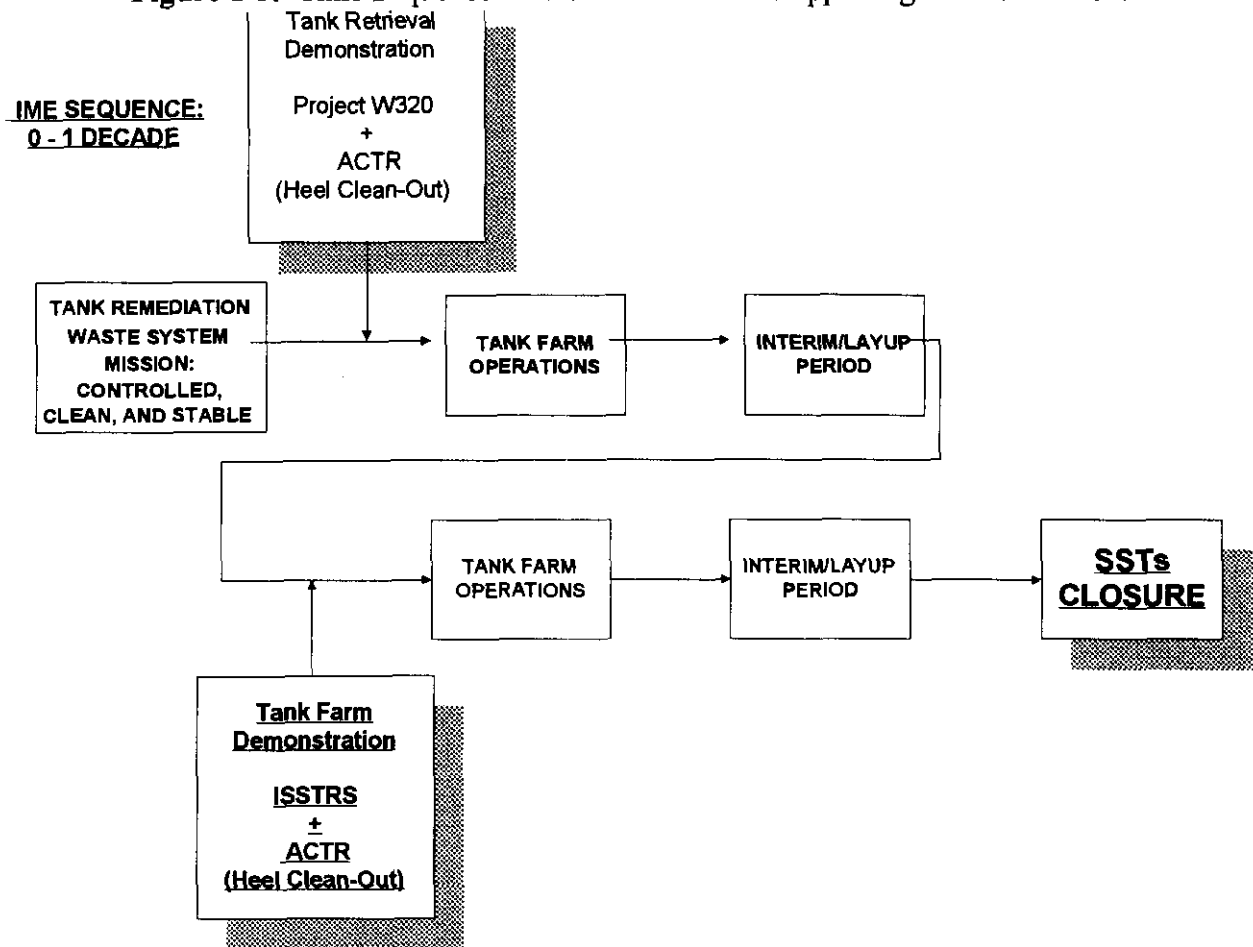 Tank Retrieval
Demonstration
Project W320
+
ACTR
(Heel Clean-Out)
IME SEQUENCE:
0 - 1 DECADE
TANK REMEDIATION
WASTE SYSTEM
MISSION:
CONTROLLED,
CLEAN, AND STABLE
TANK FARM
OPERATIONS
INTERIM/LAYUP
PERIOD
TANK FARM
OPERATIONS
INTERIM/LAYUP
PERIOD
SSTs
CLOSURE
Tank Farm
Demonstration
ISSTRS
+
ACTR
(Heel Clean-Out)